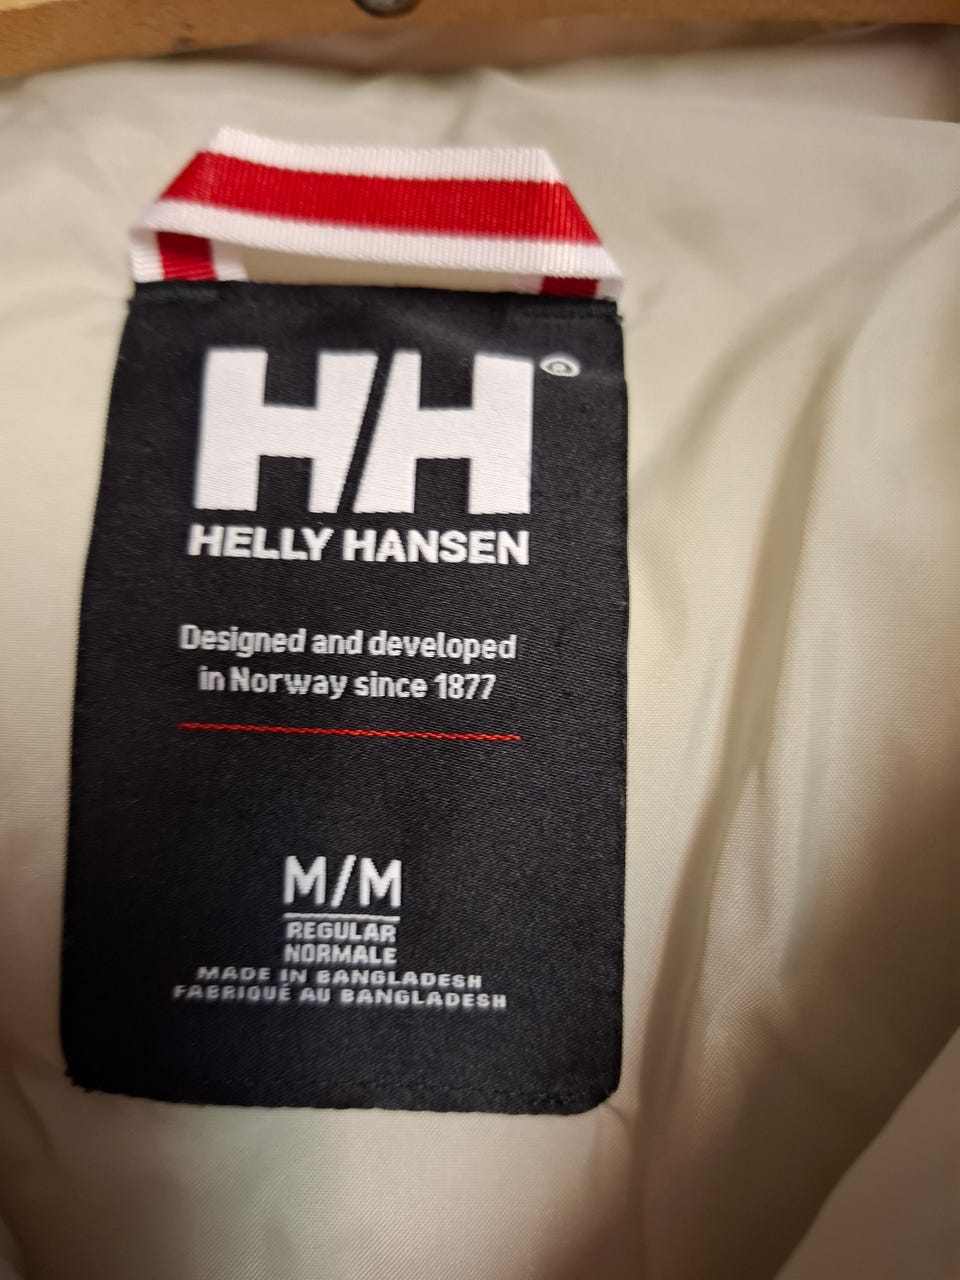 HH®
HELLY HANSEN
Designed and developed
in Norway since 1877
M/M
REGULAR
NORMALE
MADE IN BANGLADESH
FABRIQUÉ AU BANGLADESH